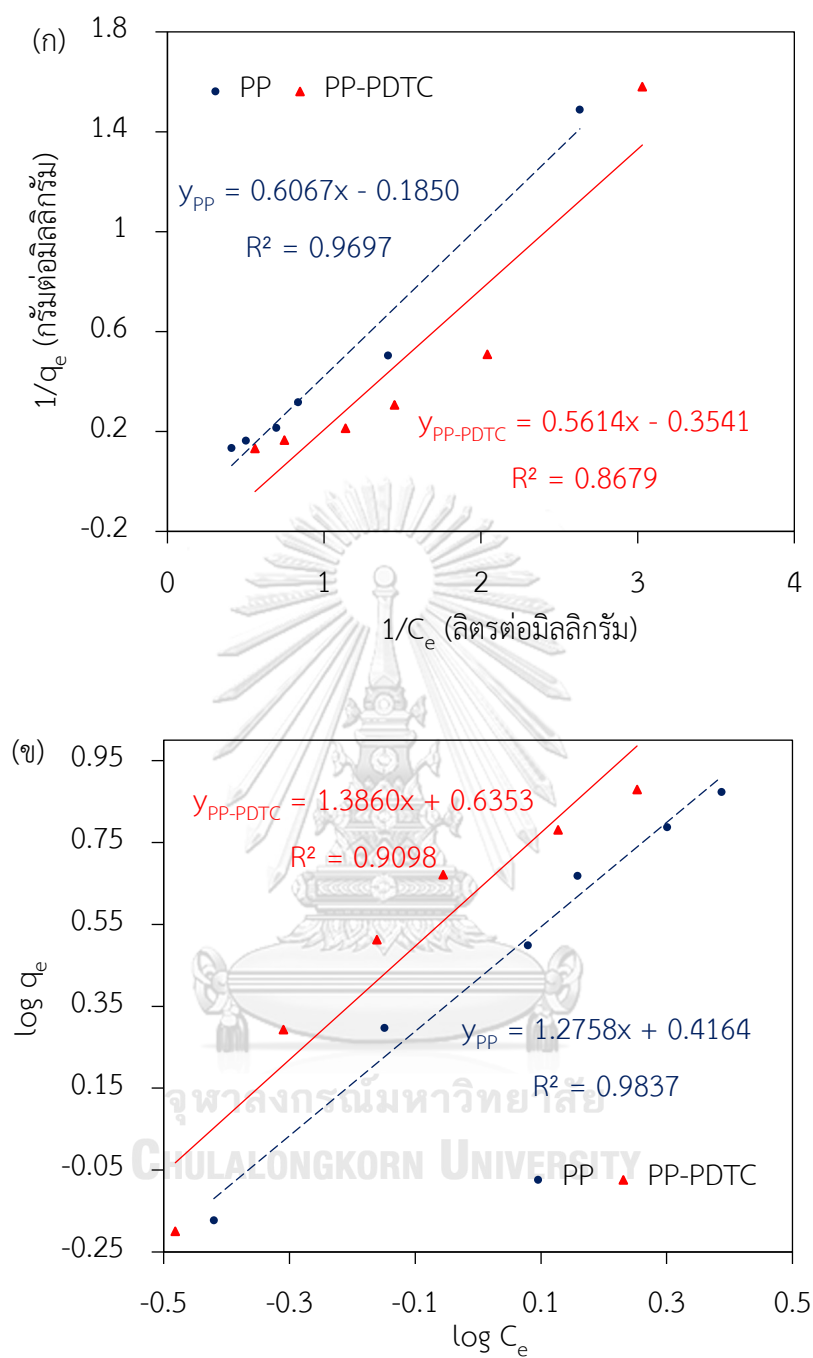 (ก)
1.8
1.4
1
0.6
0.2
-0.2
1/qₑ (กรัมต่อมิลลิกรัม)
PP PP-PDTC
y_PP = 0.6067x - 0.1850
R² = 0.9697
y_PP-PDTC = 0.5614x - 0.3541
R² = 0.8679
0 1 2 3 4
1/Cₑ (ลิตรต่อมิลลิกรัม)
(ข)
0.95
0.75
0.55
0.35
0.15
-0.05
-0.25
log qₑ
y_PP-PDTC = 1.3860x + 0.6353
R² = 0.9098
y_PP = 1.2758x + 0.4164
R² = 0.9837
จุฬาลงกรณ์มหาวิทยาลัย
CHULALONGKORN UNIVERSITY
PP PP-PDTC
-0.5 -0.3 -0.1 0.1 0.3 0.5
log Cₑ